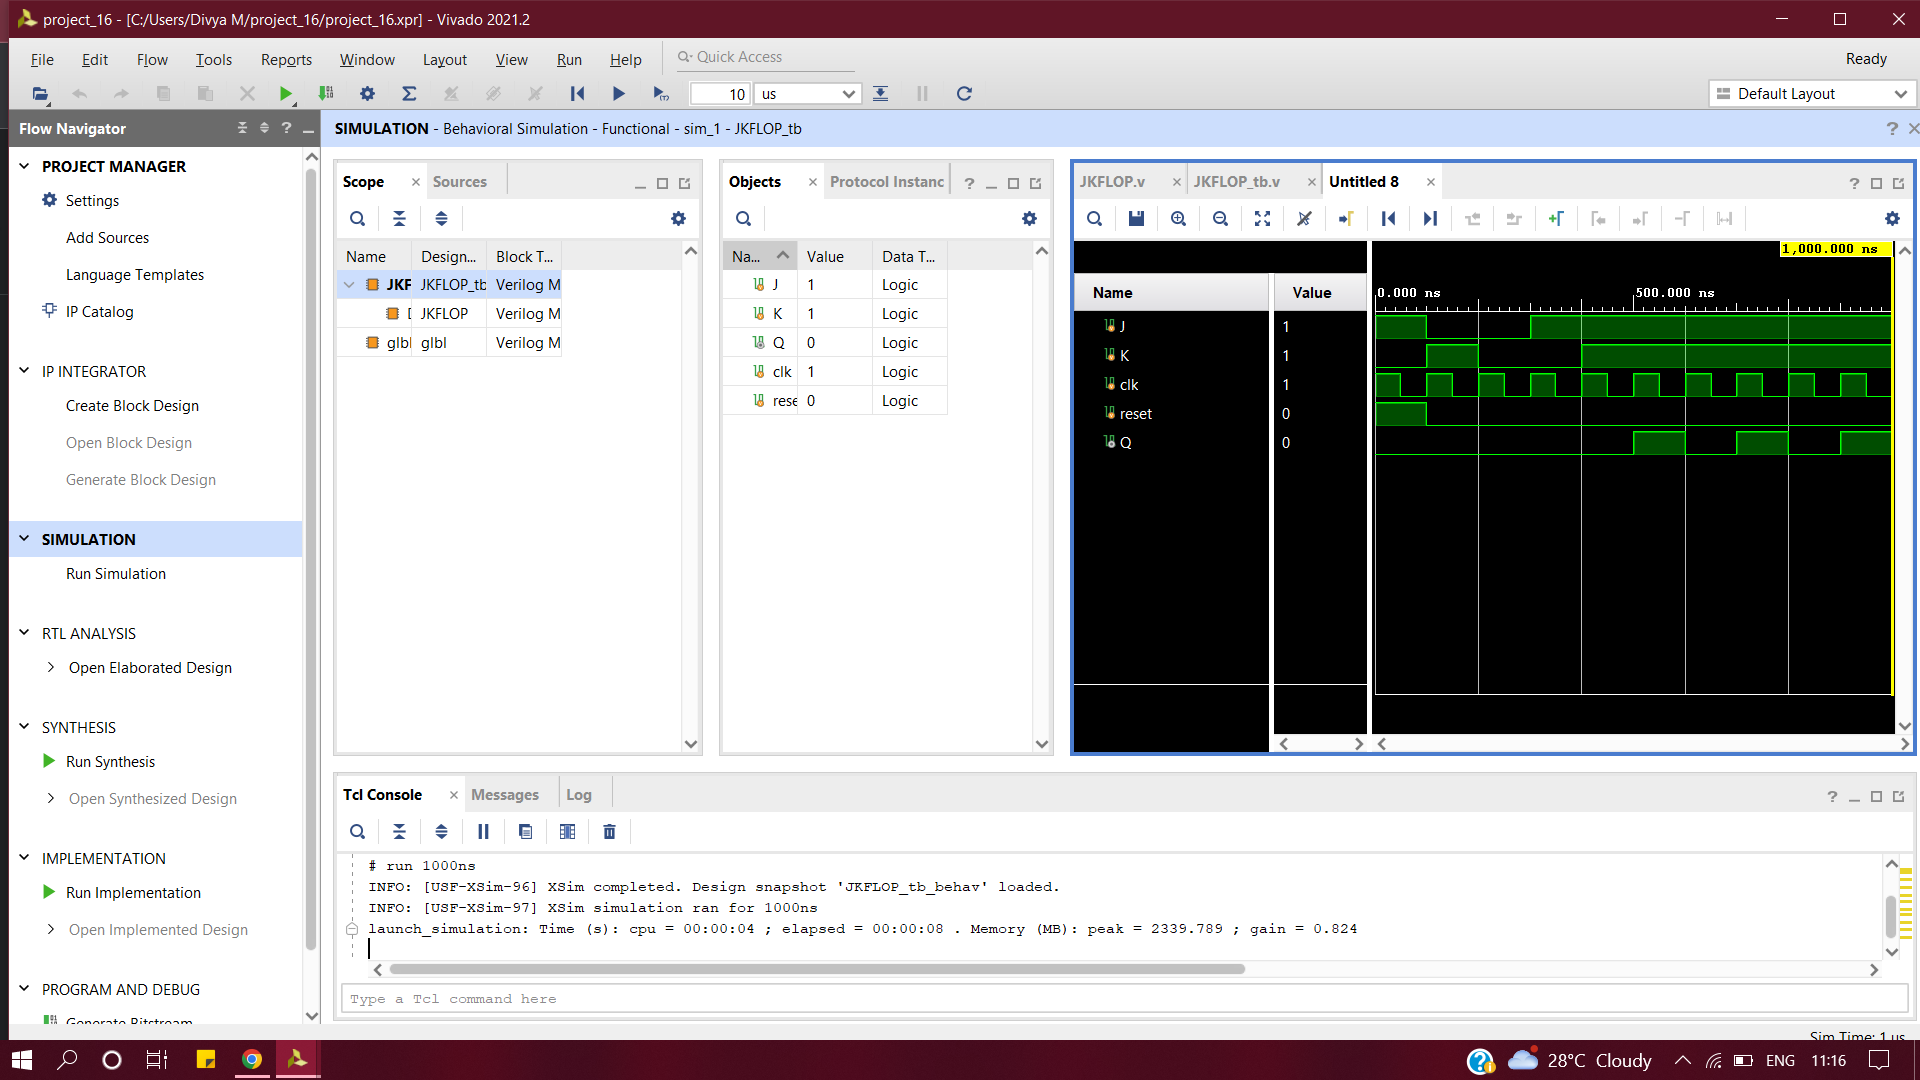 project_16 - [C:/Users/Divya M/project_16/project_16.xpr] - Vivado 2021.2
File Edit Flow Tools Reports Window Layout View Run Help Quick Access Ready
10 us Default Layout
Flow Navigator
SIMULATION - Behavioral Simulation - Functional - sim_1 - JKFLOP_tb
PROJECT MANAGER
Settings
Add Sources
Language Templates
IP Catalog
IP INTEGRATOR
Create Block Design
Open Block Design
Generate Block Design
SIMULATION
Run Simulation
RTL ANALYSIS
Open Elaborated Design
SYNTHESIS
Run Synthesis
Open Synthesized Design
IMPLEMENTATION
Run Implementation
Open Implemented Design
PROGRAM AND DEBUG
Generate Bitstream
Scope Sources
Name Design... Block T...
JKF JKFLOP_tb Verilog M
JKFLOP Verilog M
glbl glbl Verilog M
Objects Protocol Instanc
Na... Value Data T...
J 1 Logic
K 1 Logic
Q 0 Logic
clk 1 Logic
rese 0 Logic
JKFLOP.v JKFLOP_tb.v Untitled 8
1,000.000 ns
Name Value 0.000 ns 500.000 ns
J 1
K 1
clk 1
reset 0
Q 0
Tcl Console Messages Log
# run 1000ns
INFO: [USF-XSim-96] XSim completed. Design snapshot 'JKFLOP_tb_behav' loaded.
INFO: [USF-XSim-97] XSim simulation ran for 1000ns
launch_simulation: Time (s): cpu = 00:00:04 ; elapsed = 00:00:08 . Memory (MB): peak = 2339.789 ; gain = 0.824
Type a Tcl command here
Sim Time: 1 us
28°C Cloudy ENG 11:16